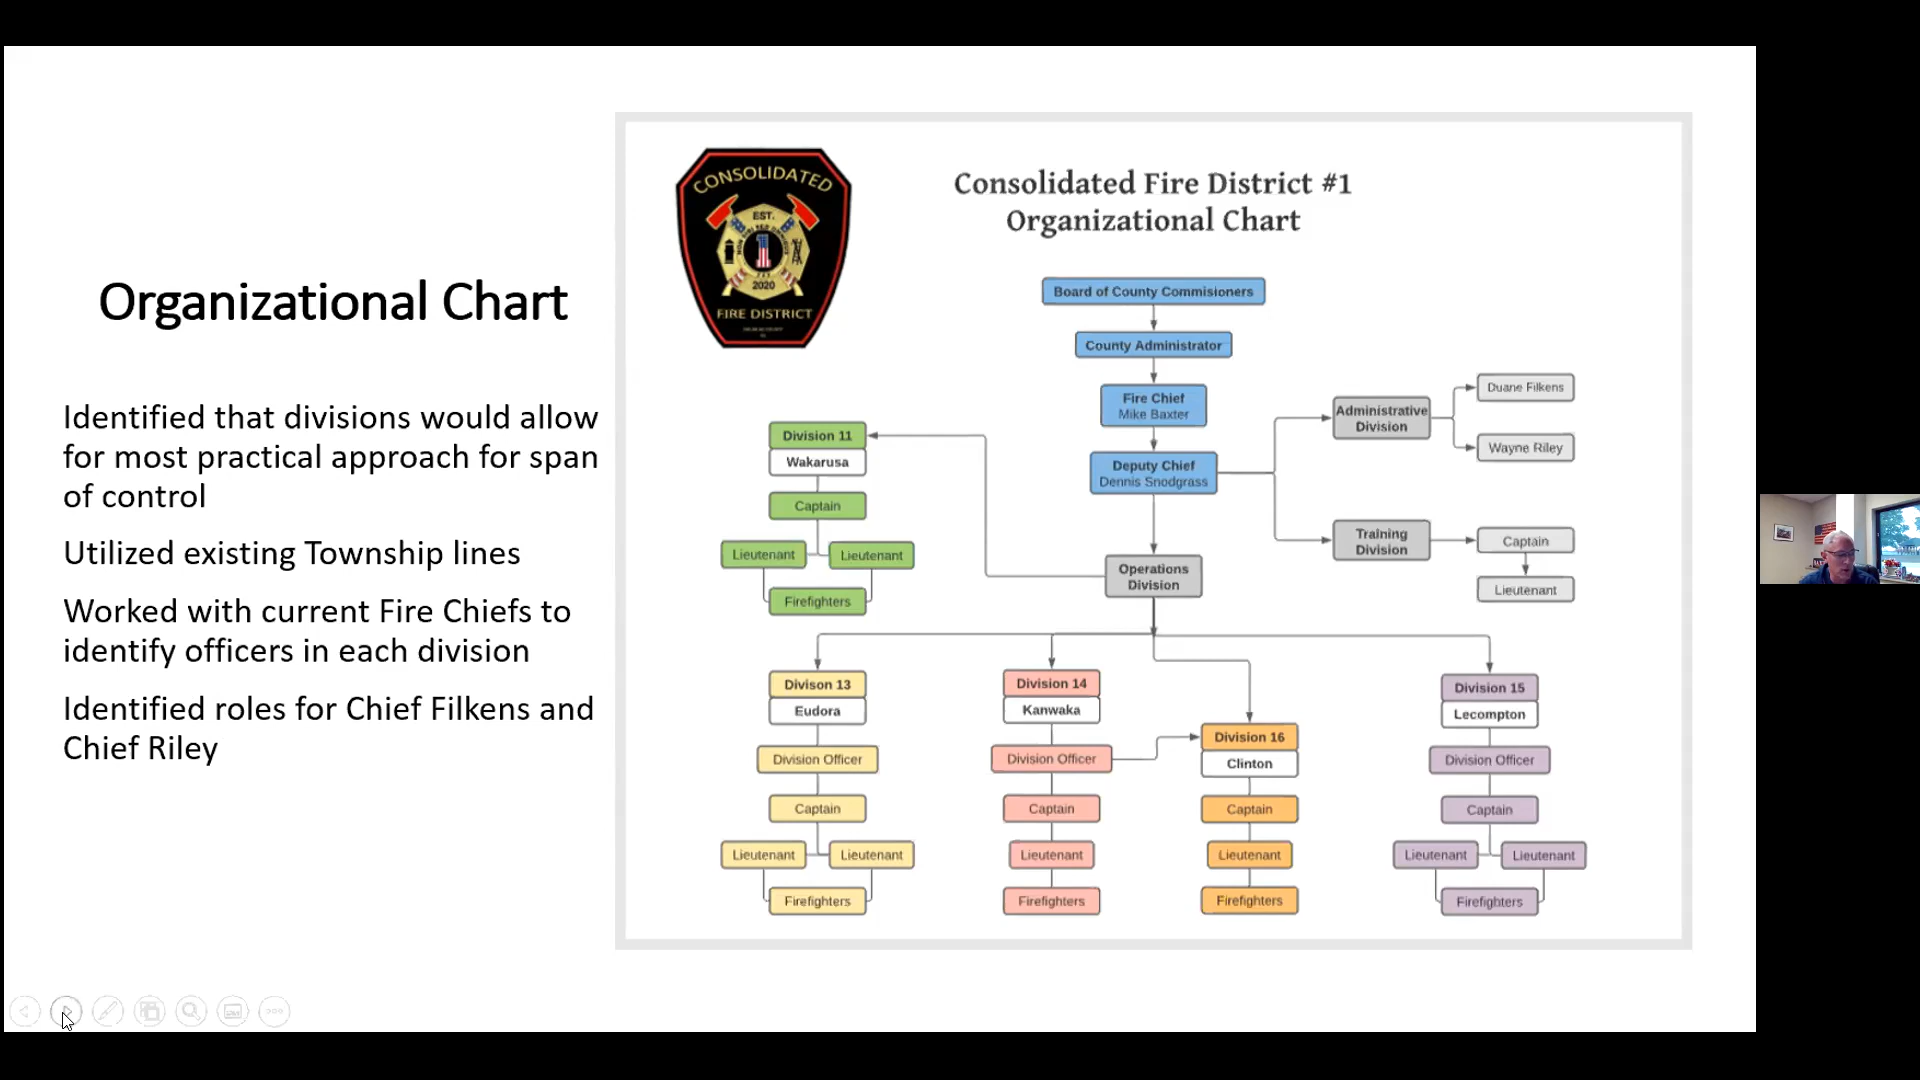 Organizational Chart
Identified that divisions would allow
for most practical approach for span
of control
Utilized existing Township lines
Worked with current Fire Chiefs to
identify officers in each division
Identified roles for Chief Filkens and
Chief Riley
CONSOLIDATED
EST.
1
2020
FIRE DISTRICT
Consolidated Fire District #1
Organizational Chart
Board of County Commisioners
County Administrator
Fire Chief
Mike Baxter
Deputy Chief
Dennis Snodgrass
Administrative
Division
Duane Filkens
Wayne Riley
Training
Division
Captain
Lieutenant
Operations
Division
Division 11
Wakarusa
Captain
Lieutenant
Lieutenant
Firefighters
Divison 13
Eudora
Division Officer
Captain
Lieutenant
Lieutenant
Firefighters
Division 14
Kanwaka
Division Officer
Captain
Lieutenant
Firefighters
Division 16
Clinton
Captain
Lieutenant
Firefighters
Division 15
Lecompton
Division Officer
Captain
Lieutenant
Lieutenant
Firefighters